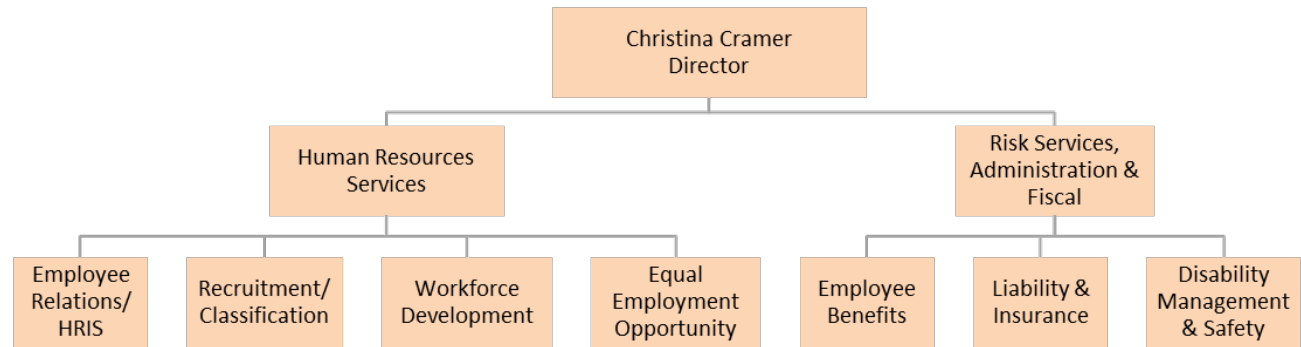 Christina Cramer
Director
Human Resources
Services
Risk Services,
Administration &
Fiscal
Employee
Relations/
HRIS
Recruitment/
Classification
Workforce
Development
Equal
Employment
Opportunity
Employee
Benefits
Liability &
Insurance
Disability
Management
& Safety